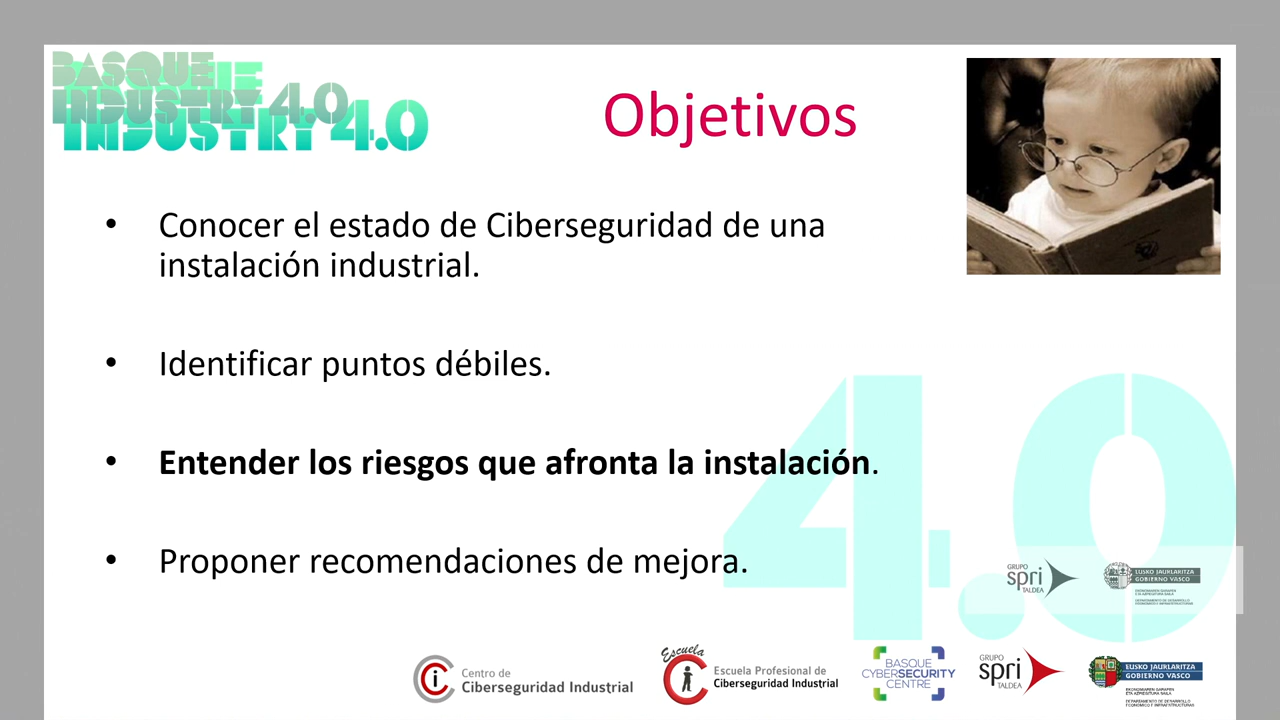 BASQUE
INDUSTRY 4.0
INDUSTRY 4.0
Objetivos
• Conocer el estado de Ciberseguridad de una
instalación industrial.
• Identificar puntos débiles.
• Entender los riesgos que afronta la instalación.
• Proponer recomendaciones de mejora.
4.0
GRUPO
spri
TALDEA
EUSKO JAURLARITZA
GOBIERNO VASCO
Centro de
Ciberseguridad Industrial
Escuela
Escuela Profesional de
Ciberseguridad Industrial
BASQUE
CYBERSECURITY
CENTRE
GRUPO
spri
TALDEA
EUSKO JAURLARITZA
GOBIERNO VASCO